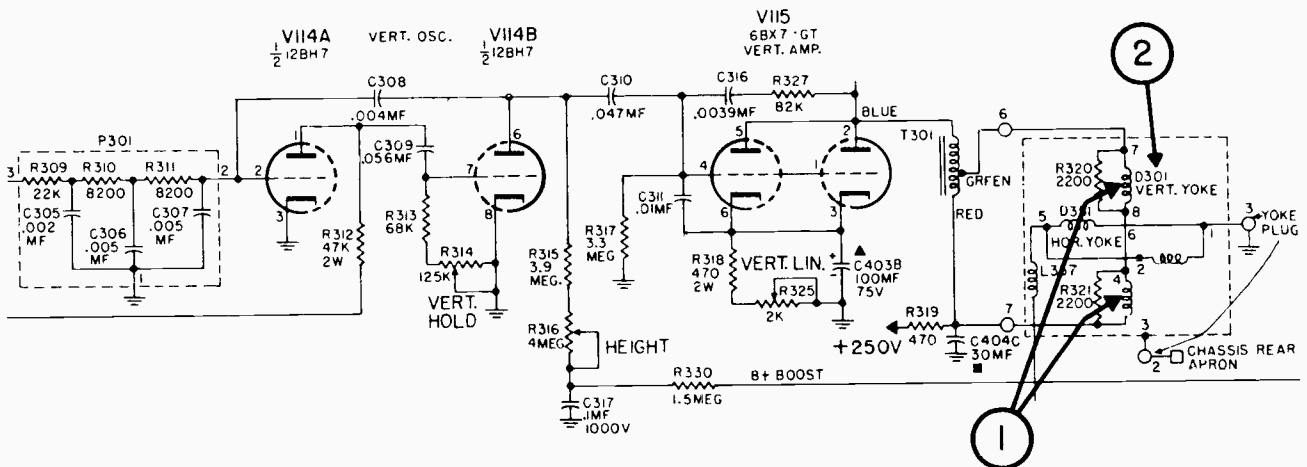 V114A
1/2 12BH7
VERT. OSC.
V114B
1/2 12BH7
V115
6BX7-GT
VERT. AMP.
2
C308
.004MF
C310
.047MF
C316
.0039MF
R327
82K
BLUE
T301
GREEN
RED
6
P301
3
R309
22K
R310
8200
R311
8200
2
2
1
3
C305
.002
MF
C306
.005
MF
C307
.005
MF
1
R312
47K
2W
C309
.056MF
6
7
8
R313
68K
R314
125K
VERT.
HOLD
R315
3.9
MEG.
R316
4MEG
HEIGHT
C317
.1MF
1000V
R330
1.5MEG
B+ BOOST
R317
3.3
MEG
C311
.01MF
5
4
6
2
1
3
R318
470
2W
VERT. LIN.
R325
2K
+
C403B
100MF
75V
+250V
R319
470
C404C
30MF
7
7
R320
2200
D301
VERT. YOKE
8
5
D301
HOR. YOKE
6
1
2
L357
R321
2200
4
3
YOKE
PLUG
3
2
CHASSIS REAR
APRON
1